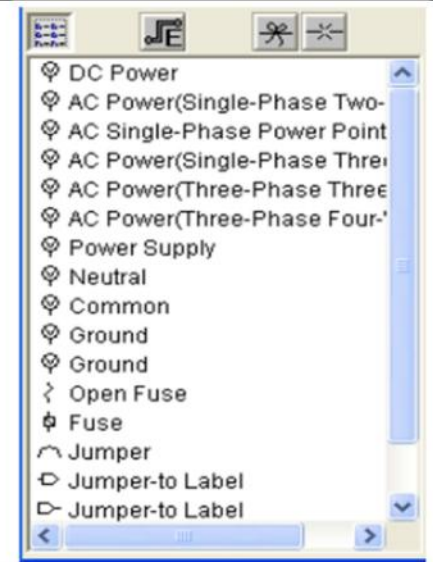 E
DC Power
AC Power(Single-Phase Two-
AC Single-Phase Power Point
AC Power(Single-Phase Thre
AC Power(Three-Phase Three
AC Power(Three-Phase Four-
Power Supply
Neutral
Common
Ground
Ground
Open Fuse
Fuse
Jumper
Jumper-to Label
Jumper-to Label